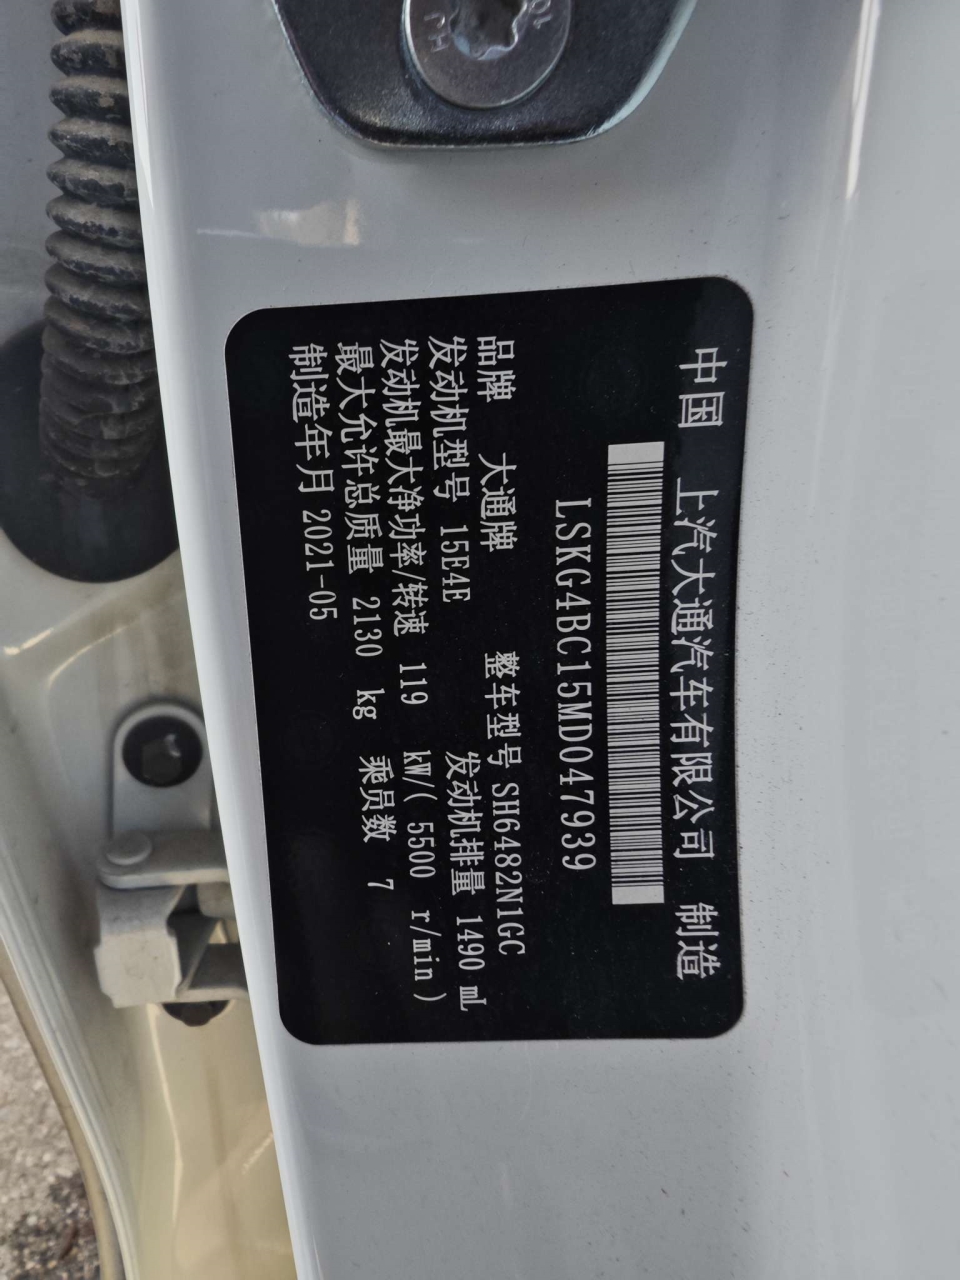 中国 上汽大通汽车有限公司 制造
LSKG4BC15MD047939
品牌 大通牌 整车型号 SH6482N1GC
发动机型号 15E4E 发动机排量 1490 mL
发动机最大净功率/转速 119 kW/( 5500 r/min)
最大允许总质量 2130 kg 乘员数 7
制造年月 2021-05